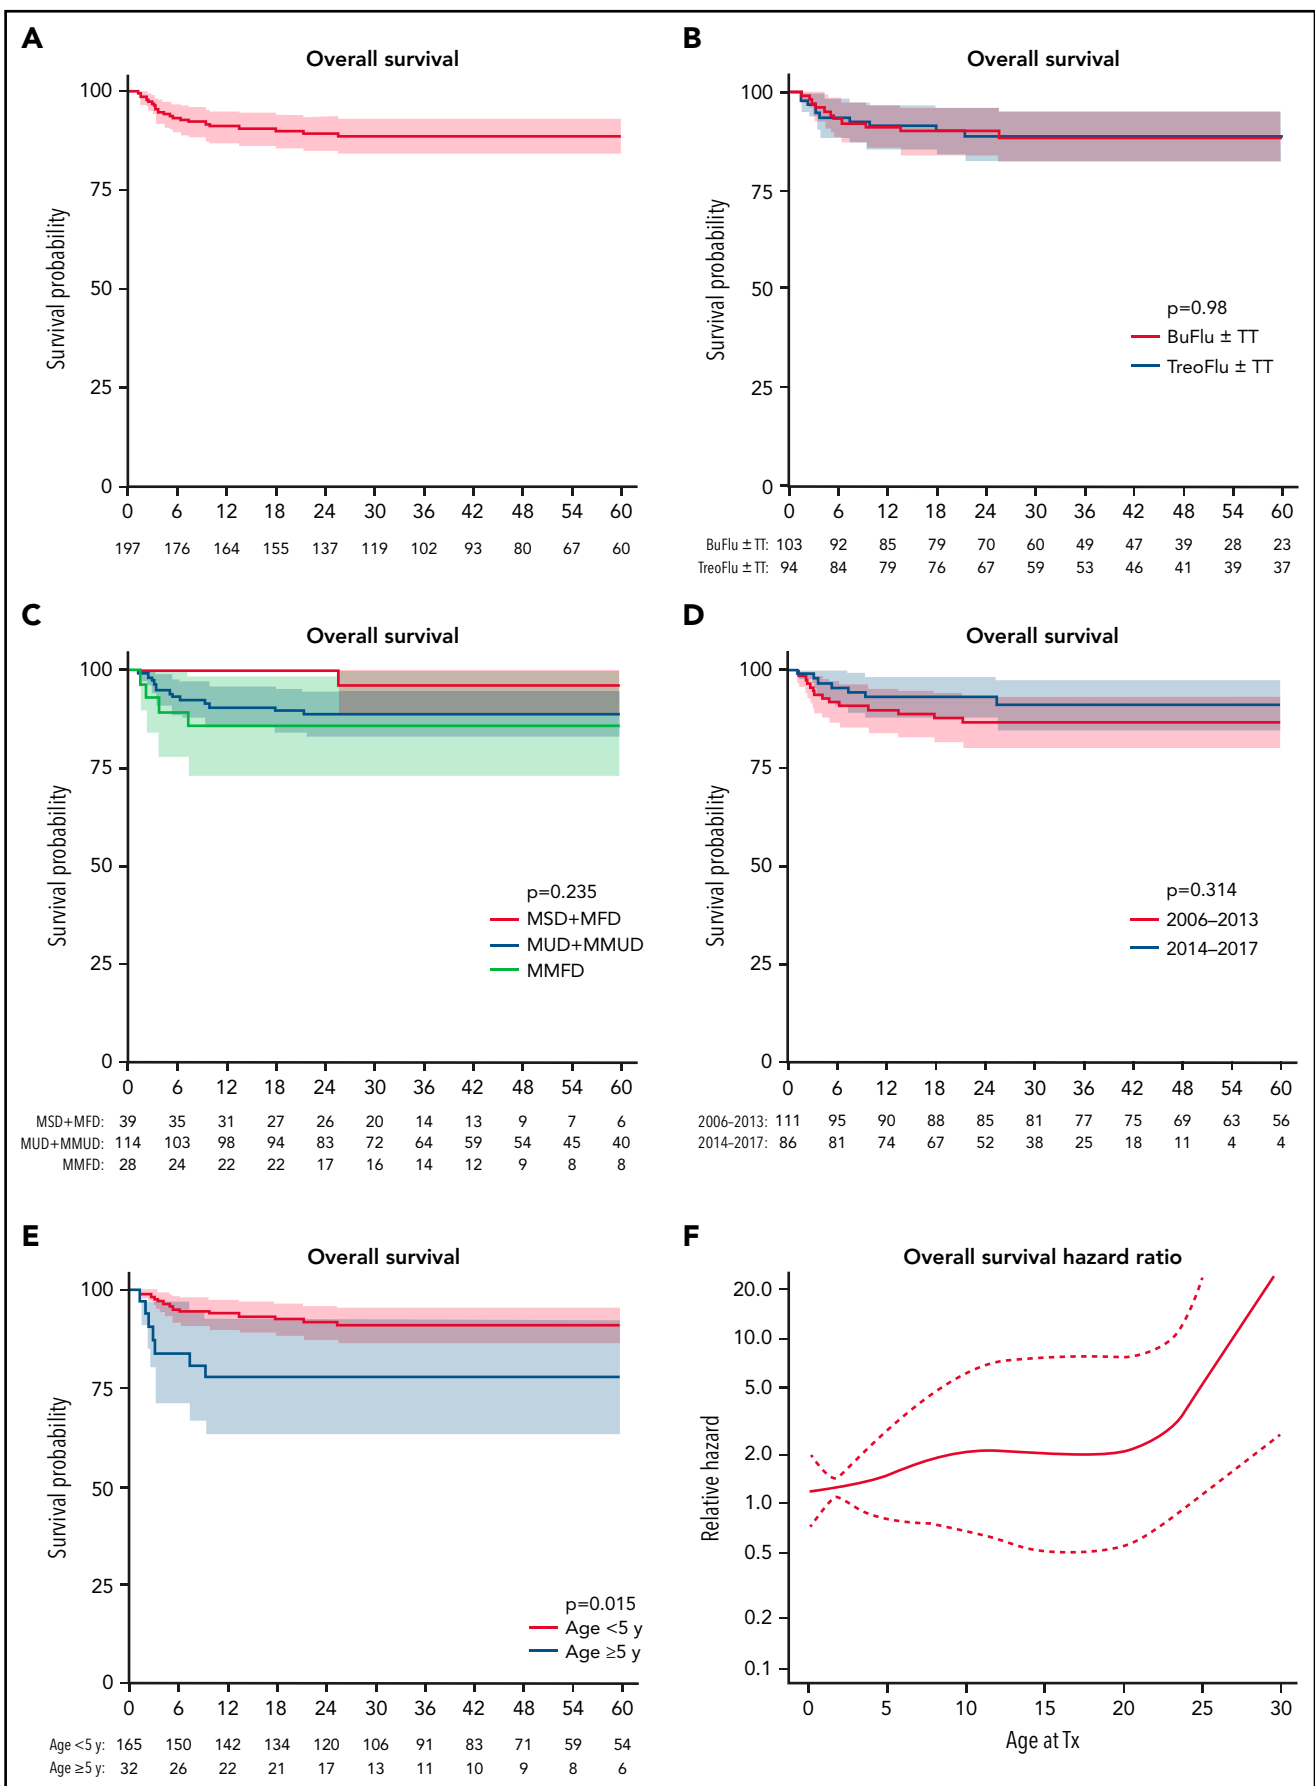 A
Overall survival
Survival probability
100
75
50
25
0
0 6 12 18 24 30 36 42 48 54 60
197 176 164 155 137 119 102 93 80 67 60
B
Overall survival
Survival probability
100
75
50
25
0
p=0.98
BuFlu ± TT
TreoFlu ± TT
0 6 12 18 24 30 36 42 48 54 60
BuFlu ± TT: 103 92 85 79 70 60 49 47 39 28 23
TreoFlu ± TT: 94 84 79 76 67 59 53 46 41 39 37
C
Overall survival
Survival probability
100
75
50
25
0
p=0.235
MSD+MFD
MUD+MMUD
MMFD
0 6 12 18 24 30 36 42 48 54 60
MSD+MFD: 39 35 31 27 26 20 14 13 9 7 6
MUD+MMUD: 114 103 98 94 83 72 64 59 54 45 40
MMFD: 28 24 22 22 17 16 14 12 9 8 8
D
Overall survival
Survival probability
100
75
50
25
0
p=0.314
2006–2013
2014–2017
0 6 12 18 24 30 36 42 48 54 60
2006–2013: 111 95 90 88 85 81 77 75 69 63 56
2014–2017: 86 81 74 67 52 38 25 18 11 4 4
E
Overall survival
Survival probability
100
75
50
25
0
p=0.015
Age <5 y
Age ≥5 y
0 6 12 18 24 30 36 42 48 54 60
Age <5 y: 165 150 142 134 120 106 91 83 71 59 54
Age ≥5 y: 32 26 22 21 17 13 11 10 9 8 6
F
Overall survival hazard ratio
Relative hazard
20.0
10.0
5.0
2.0
1.0
0.5
0.2
0.1
0 5 10 15 20 25 30
Age at Tx